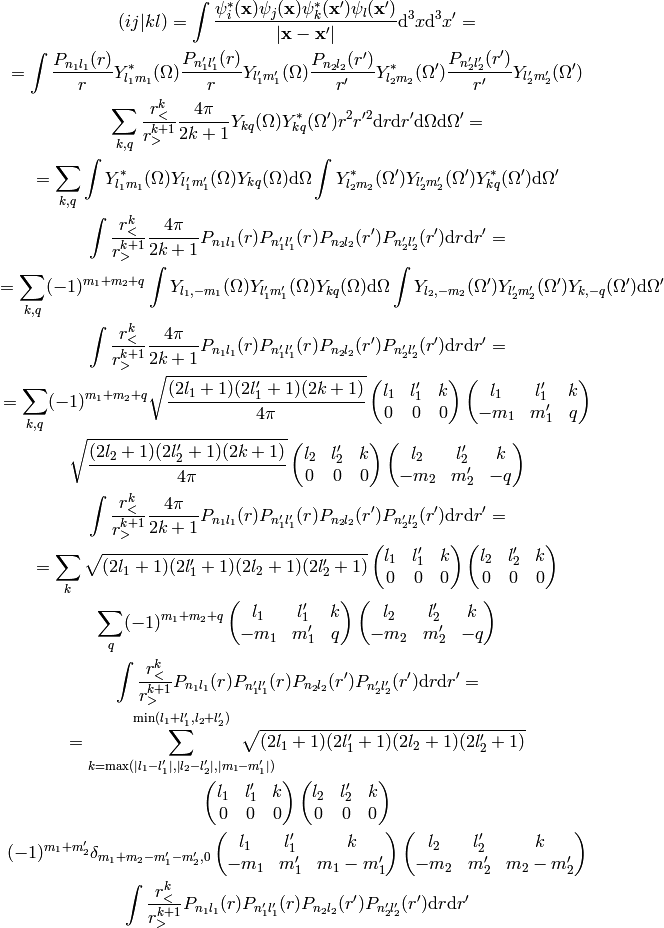 $(ij|kl) = \int \frac{\psi_i^*(\mathbf{x})\psi_j(\mathbf{x})\psi_k^*(\mathbf{x}')\psi_l(\mathbf{x}')}{|\mathbf{x}-\mathbf{x}'|} \mathrm{d}^3x\mathrm{d}^3x' =$
$= \int \frac{P_{n_1l_1}(r)}{r} Y_{l_1m_1}^*(\Omega) \frac{P_{n_1'l_1'}(r)}{r} Y_{l_1'm_1'}(\Omega) \frac{P_{n_2l_2}(r')}{r'} Y_{l_2m_2}^*(\Omega') \frac{P_{n_2'l_2'}(r')}{r'} Y_{l_2'm_2'}(\Omega')$
$\sum_{k,q} \frac{r_<^k}{r_>^{k+1}} \frac{4\pi}{2k+1} Y_{kq}(\Omega) Y_{kq}^*(\Omega') r^2 r'^2 \mathrm{d}r\mathrm{d}r'\mathrm{d}\Omega\mathrm{d}\Omega' =$
$= \sum_{k,q} \int Y_{l_1m_1}^*(\Omega) Y_{l_1'm_1'}(\Omega) Y_{kq}(\Omega) \mathrm{d}\Omega \int Y_{l_2m_2}^*(\Omega') Y_{l_2'm_2'}(\Omega') Y_{kq}^*(\Omega') \mathrm{d}\Omega'$
$\int \frac{r_<^k}{r_>^{k+1}} \frac{4\pi}{2k+1} P_{n_1l_1}(r) P_{n_1'l_1'}(r) P_{n_2l_2}(r') P_{n_2'l_2'}(r') \mathrm{d}r\mathrm{d}r' =$
$= \sum_{k,q} (-1)^{m_1+m_2+q} \int Y_{l_1,-m_1}(\Omega) Y_{l_1'm_1'}(\Omega) Y_{kq}(\Omega) \mathrm{d}\Omega \int Y_{l_2,-m_2}(\Omega') Y_{l_2'm_2'}(\Omega') Y_{k,-q}(\Omega') \mathrm{d}\Omega'$
$\int \frac{r_<^k}{r_>^{k+1}} \frac{4\pi}{2k+1} P_{n_1l_1}(r) P_{n_1'l_1'}(r) P_{n_2l_2}(r') P_{n_2'l_2'}(r') \mathrm{d}r\mathrm{d}r' =$
$= \sum_{k,q} (-1)^{m_1+m_2+q} \sqrt{\frac{(2l_1+1)(2l_1'+1)(2k+1)}{4\pi}} \begin{pmatrix} l_1 & l_1' & k \\ 0 & 0 & 0 \end{pmatrix} \begin{pmatrix} l_1 & l_1' & k \\ -m_1 & m_1' & q \end{pmatrix}$
$\sqrt{\frac{(2l_2+1)(2l_2'+1)(2k+1)}{4\pi}} \begin{pmatrix} l_2 & l_2' & k \\ 0 & 0 & 0 \end{pmatrix} \begin{pmatrix} l_2 & l_2' & k \\ -m_2 & m_2' & -q \end{pmatrix}$
$\int \frac{r_<^k}{r_>^{k+1}} \frac{4\pi}{2k+1} P_{n_1l_1}(r) P_{n_1'l_1'}(r) P_{n_2l_2}(r') P_{n_2'l_2'}(r') \mathrm{d}r\mathrm{d}r' =$
$= \sum_k \sqrt{(2l_1+1)(2l_1'+1)(2l_2+1)(2l_2'+1)} \begin{pmatrix} l_1 & l_1' & k \\ 0 & 0 & 0 \end{pmatrix} \begin{pmatrix} l_2 & l_2' & k \\ 0 & 0 & 0 \end{pmatrix}$
$\sum_q (-1)^{m_1+m_2+q} \begin{pmatrix} l_1 & l_1' & k \\ -m_1 & m_1' & q \end{pmatrix} \begin{pmatrix} l_2 & l_2' & k \\ -m_2 & m_2' & -q \end{pmatrix}$
$\int \frac{r_<^k}{r_>^{k+1}} P_{n_1l_1}(r) P_{n_1'l_1'}(r) P_{n_2l_2}(r') P_{n_2'l_2'}(r') \mathrm{d}r\mathrm{d}r' =$
$= \sum_{k=\max(|l_1-l_1'|,|l_2-l_2'|,|m_1-m_1'|)}^{\min(l_1+l_1',l_2+l_2')} \sqrt{(2l_1+1)(2l_1'+1)(2l_2+1)(2l_2'+1)}$
$\begin{pmatrix} l_1 & l_1' & k \\ 0 & 0 & 0 \end{pmatrix} \begin{pmatrix} l_2 & l_2' & k \\ 0 & 0 & 0 \end{pmatrix}$
$(-1)^{m_1+m_2'} \delta_{m_1+m_2-m_1'-m_2',0} \begin{pmatrix} l_1 & l_1' & k \\ -m_1 & m_1' & m_1-m_1' \end{pmatrix} \begin{pmatrix} l_2 & l_2' & k \\ -m_2 & m_2' & m_2-m_2' \end{pmatrix}$
$\int \frac{r_<^k}{r_>^{k+1}} P_{n_1l_1}(r) P_{n_1'l_1'}(r) P_{n_2l_2}(r') P_{n_2'l_2'}(r') \mathrm{d}r\mathrm{d}r'$